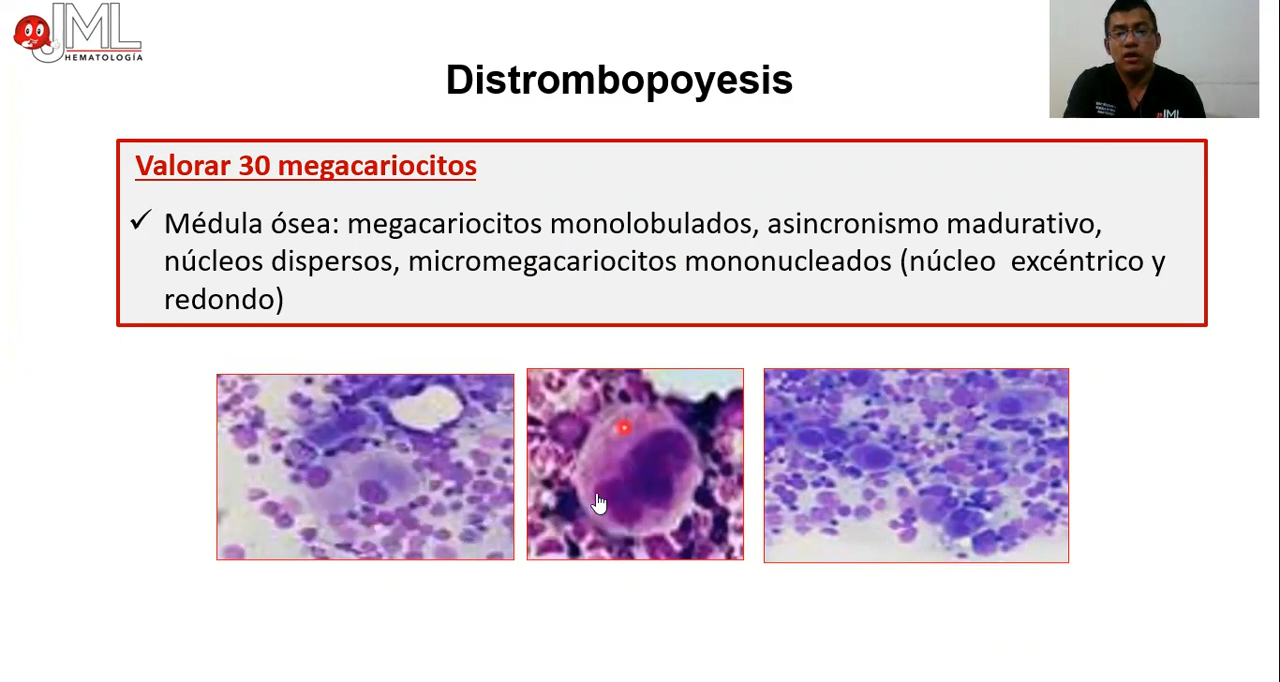 JML
HEMATOLOGÍA
Distrombopoyesis
Valorar 30 megacariocitos
✓ Médula ósea: megacariocitos monolobulados, asincronismo madurativo,
núcleos dispersos, micromegacariocitos mononucleados (núcleo excéntrico y
redondo)
JML